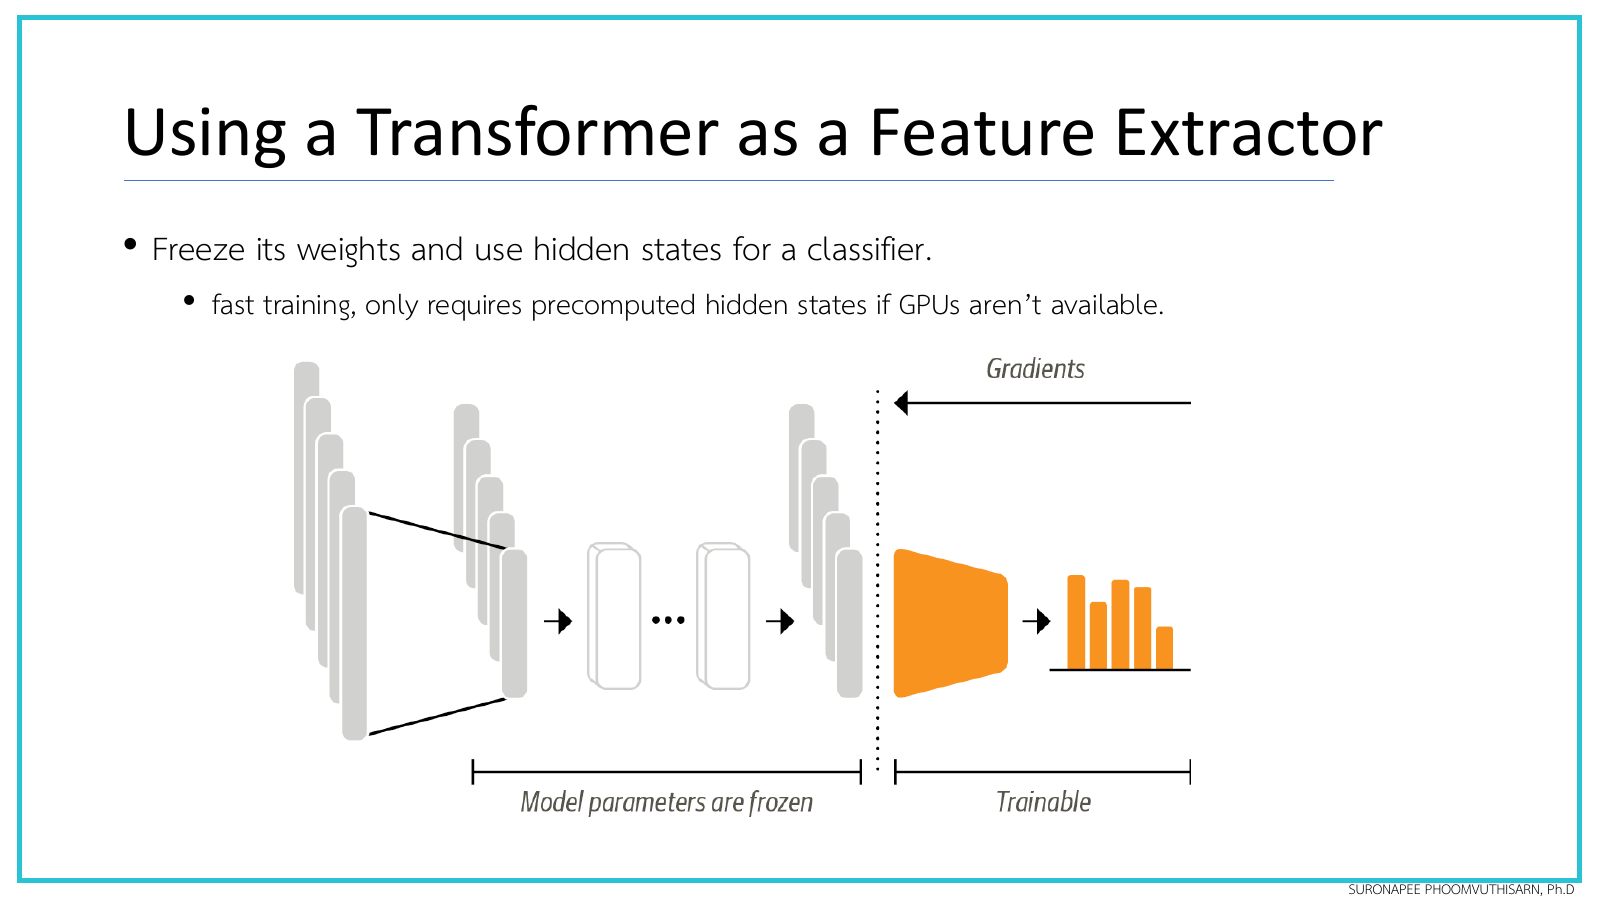 Using a Transformer as a Feature Extractor
• Freeze its weights and use hidden states for a classifier.
• fast training, only requires precomputed hidden states if GPUs aren’t available.
Gradients
Model parameters are frozen
Trainable
SURONAPEE PHOOMVUTHISARN, Ph.D